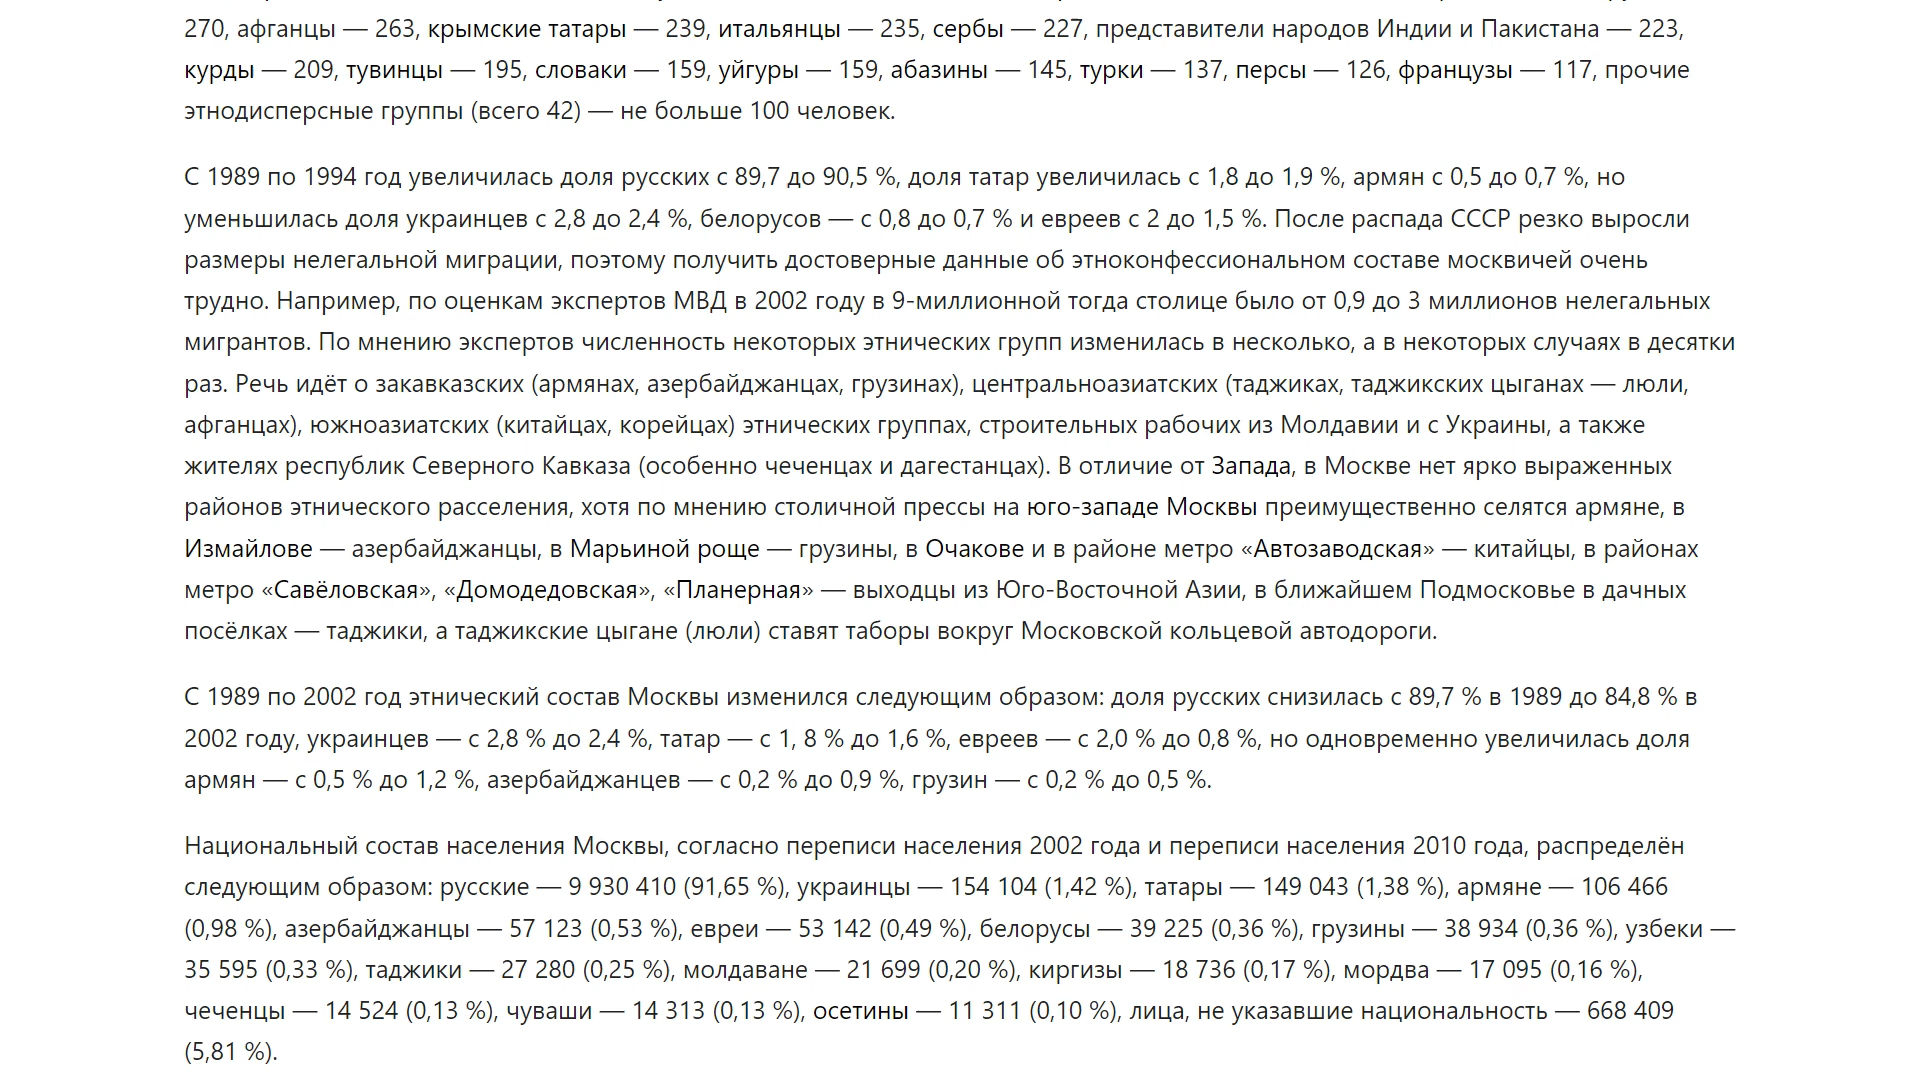 270, афганцы — 263, крымские татары — 239, итальянцы — 235, сербы — 227, представители народов Индии и Пакистана — 223,
курды — 209, тувинцы — 195, словаки — 159, уйгуры — 159, абазины — 145, турки — 137, персы — 126, французы — 117, прочие
этнодисперсные группы (всего 42) — не больше 100 человек.
С 1989 по 1994 год увеличилась доля русских с 89,7 до 90,5 %, доля татар увеличилась с 1,8 до 1,9 %, армян с 0,5 до 0,7 %, но
уменьшилась доля украинцев с 2,8 до 2,4 %, белорусов — с 0,8 до 0,7 % и евреев с 2 до 1,5 %. После распада СССР резко выросли
размеры нелегальной миграции, поэтому получить достоверные данные об этноконфессиональном составе москвичей очень
трудно. Например, по оценкам экспертов МВД в 2002 году в 9-миллионной тогда столице было от 0,9 до 3 миллионов нелегальных
мигрантов. По мнению экспертов численность некоторых этнических групп изменилась в несколько, а в некоторых случаях в десятки
раз. Речь идёт о закавказских (армянах, азербайджанцах, грузинах), центральноазиатских (таджиках, таджикских цыганах — люли,
афганцах), южноазиатских (китайцах, корейцах) этнических группах, строительных рабочих из Молдавии и с Украины, а также
жителях республик Северного Кавказа (особенно чеченцах и дагестанцах). В отличие от Запада, в Москве нет ярко выраженных
районов этнического расселения, хотя по мнению столичной прессы на юго-западе Москвы преимущественно селятся армяне, в
Измайлове — азербайджанцы, в Марьиной роще — грузины, в Очакове и в районе метро «Автозаводская» — китайцы, в районах
метро «Савёловская», «Домодедовская», «Планерная» — выходцы из Юго-Восточной Азии, в ближайшем Подмосковье в дачных
посёлках — таджики, а таджикские цыгане (люли) ставят таборы вокруг Московской кольцевой автодороги.
С 1989 по 2002 год этнический состав Москвы изменился следующим образом: доля русских снизилась с 89,7 % в 1989 до 84,8 % в
2002 году, украинцев — с 2,8 % до 2,4 %, татар — с 1, 8 % до 1,6 %, евреев — с 2,0 % до 0,8 %, но одновременно увеличилась доля
армян — с 0,5 % до 1,2 %, азербайджанцев — с 0,2 % до 0,9 %, грузин — с 0,2 % до 0,5 %.
Национальный состав населения Москвы, согласно переписи населения 2002 года и переписи населения 2010 года, распределён
следующим образом: русские — 9 930 410 (91,65 %), украинцы — 154 104 (1,42 %), татары — 149 043 (1,38 %), армяне — 106 466
(0,98 %), азербайджанцы — 57 123 (0,53 %), евреи — 53 142 (0,49 %), белорусы — 39 225 (0,36 %), грузины — 38 934 (0,36 %), узбеки —
35 595 (0,33 %), таджики — 27 280 (0,25 %), молдаване — 21 699 (0,20 %), киргизы — 18 736 (0,17 %), мордва — 17 095 (0,16 %),
чеченцы — 14 524 (0,13 %), чуваши — 14 313 (0,13 %), осетины — 11 311 (0,10 %), лица, не указавшие национальность — 668 409
(5,81 %).